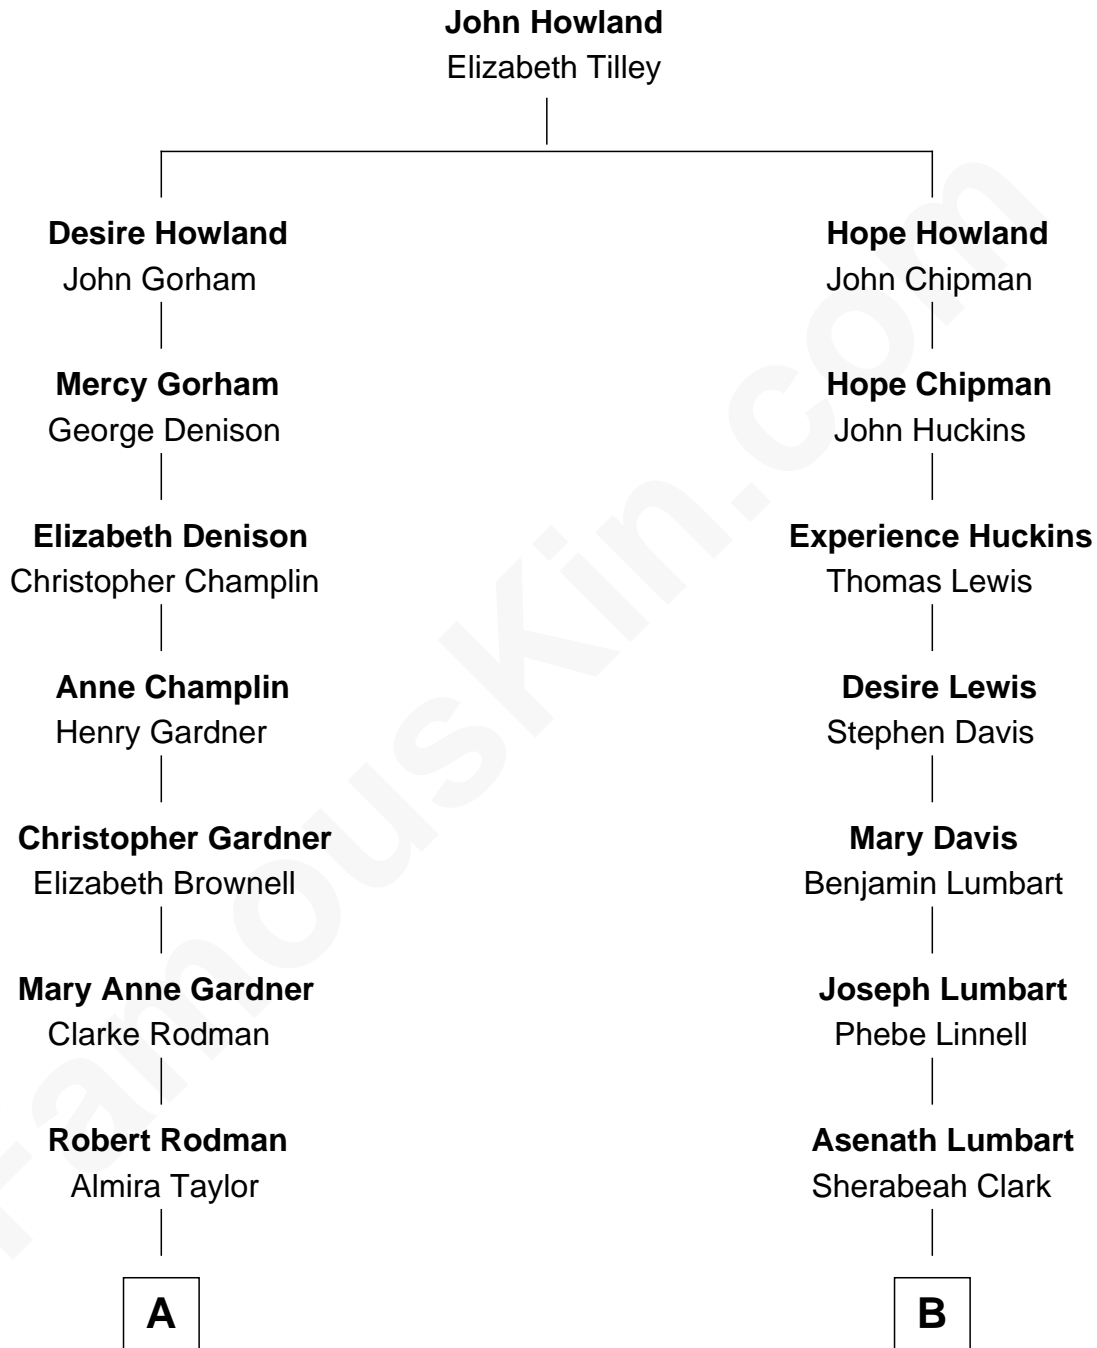 John Howland
Elizabeth Tilley
Desire Howland
John Gorham
Hope Howland
John Chipman
Mercy Gorham
George Denison
Hope Chipman
John Huckins
Elizabeth Denison
Christopher Champlin
Experience Huckins
Thomas Lewis
Anne Champlin
Henry Gardner
Desire Lewis
Stephen Davis
Christopher Gardner
Elizabeth Brownell
Mary Davis
Benjamin Lumbart
Mary Anne Gardner
Clarke Rodman
Joseph Lumbart
Phebe Linnell
Robert Rodman
Almira Taylor
Asenath Lumbart
Sherabeah Clark
A
B
FamousKin.com